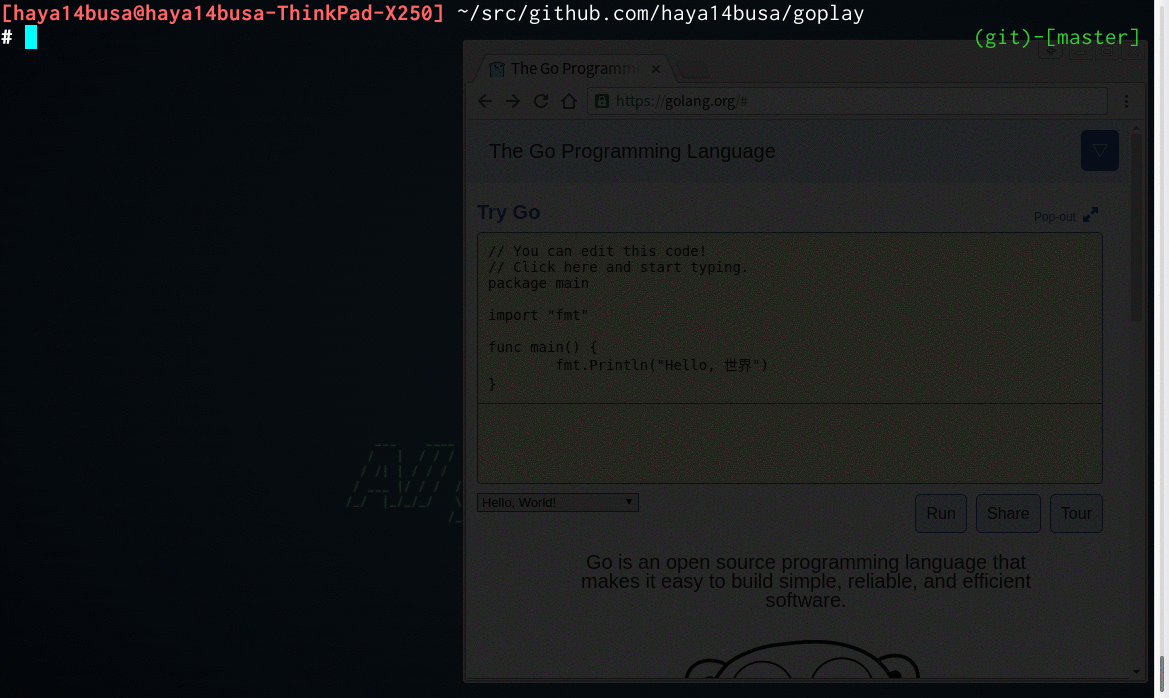 [haya14busa@haya14busa-ThinkPad-X250] ~/src/github.com/haya14busa/goplay
# (git)-[master]
The Go Programm
https://golang.org/#
The Go Programming Language
Try Go
Pop-out
// You can edit this code!
// Click here and start typing.
package main
import "fmt"
func main() {
fmt.Println("Hello, 世界")
}
Hello, World!
Run Share Tour
Go is an open source programming language that
makes it easy to build simple, reliable, and efficient
software.